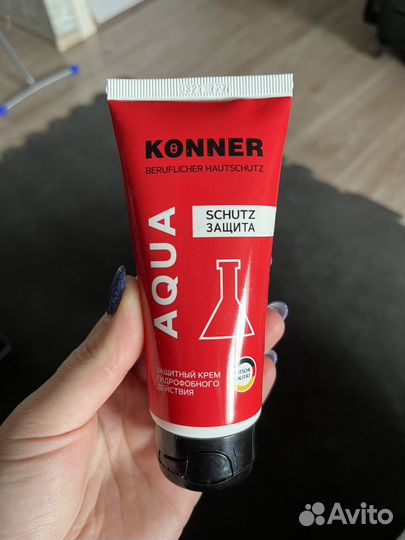 KONNER
BERUFLICHER HAUTSCHUTZ
SCHUTZ
ЗАЩИТА
AQUA
ЗАЩИТНЫЙ КРЕМ
ГИДРОФОБНОГО
ДЕЙСТВИЯ
Avito